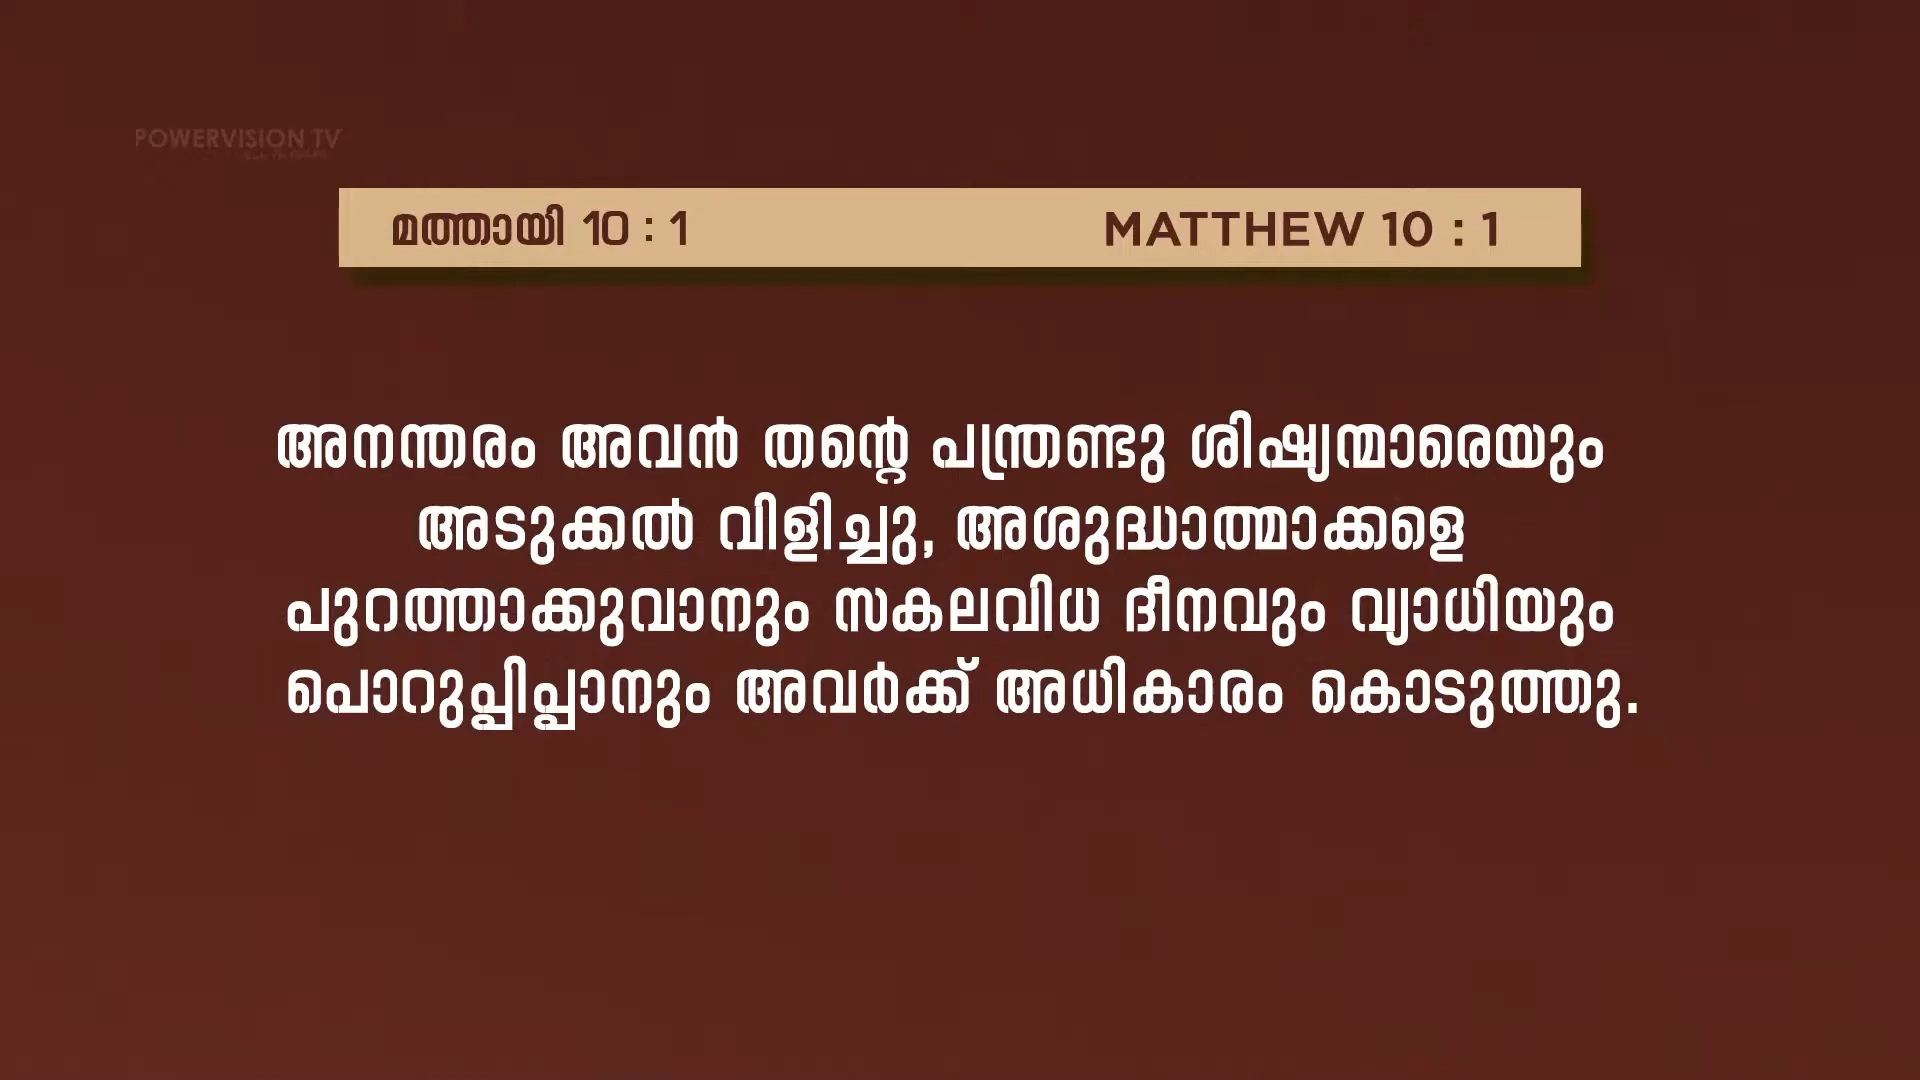 POWERVISION TV
മത്തായി 10 : 1 MATTHEW 10 : 1
അനന്തരം അവൻ തന്റെ പന്ത്രണ്ടു ശിഷ്യന്മാരെയും
അടുക്കൽ വിളിച്ചു, അശുദ്ധാത്മാക്കളെ
പുറത്താക്കുവാനും സകലവിധ ദീനവും വ്യാധിയും
പൊറുപ്പിപ്പാനും അവർക്ക് അധികാരം കൊടുത്തു.